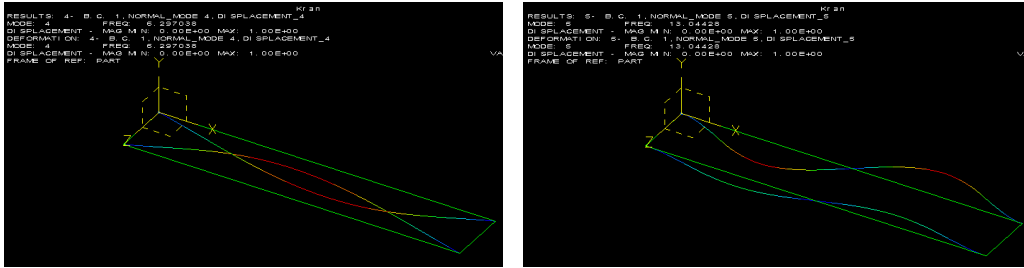 Kran
RESULTS: 4- B.C. 1,NORMAL_MODE 4,DISPLACEMENT_4
MODE: 4 FREQ: 6.297038
DISPLACEMENT - MAG MIN: 0.00E+00 MAX: 1.00E+00
DEFORMATION: 4- B.C. 1,NORMAL_MODE 4,DISPLACEMENT_4
MODE: 4 FREQ: 6.297038
DISPLACEMENT - MAG MIN: 0.00E+00 MAX: 1.00E+00
VA
FRAME OF REF: PART
Y
X
Z
Kran
RESULTS: 5- B.C. 1,NORMAL_MODE 5,DISPLACEMENT_5
MODE: 5 FREQ: 13.04428
DISPLACEMENT - MAG MIN: 0.00E+00 MAX: 1.00E+00
DEFORMATION: 5- B.C. 1,NORMAL_MODE 5,DISPLACEMENT_5
MODE: 5 FREQ: 13.04428
DISPLACEMENT - MAG MIN: 0.00E+00 MAX: 1.00E+00
VA
FRAME OF REF: PART
Y
X
Z